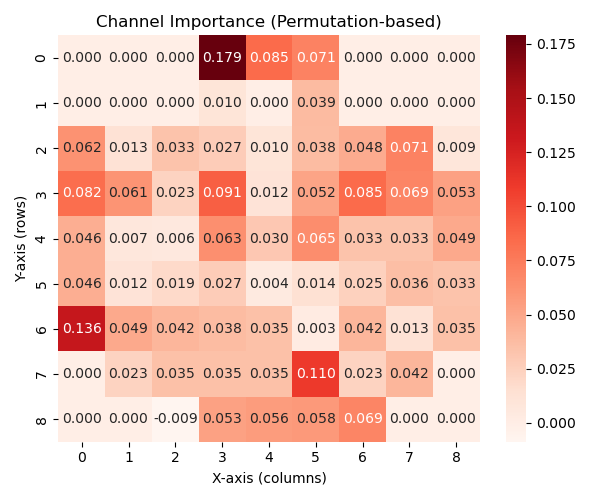 Channel Importance (Permutation-based)
0 0.000 0.000 0.000 0.179 0.085 0.071 0.000 0.000 0.000
1 0.000 0.000 0.000 0.010 0.000 0.039 0.000 0.000 0.000
2 0.062 0.013 0.033 0.027 0.010 0.038 0.048 0.071 0.009
3 0.082 0.061 0.023 0.091 0.012 0.052 0.085 0.069 0.053
4 0.046 0.007 0.006 0.063 0.030 0.065 0.033 0.033 0.049
5 0.046 0.012 0.019 0.027 0.004 0.014 0.025 0.036 0.033
6 0.136 0.049 0.042 0.038 0.035 0.003 0.042 0.013 0.035
7 0.000 0.023 0.035 0.035 0.035 0.110 0.023 0.042 0.000
8 0.000 0.000 -0.009 0.053 0.056 0.058 0.069 0.000 0.000
0 1 2 3 4 5 6 7 8
X-axis (columns)
Y-axis (rows)
0.175
0.150
0.125
0.100
0.075
0.050
0.025
0.000